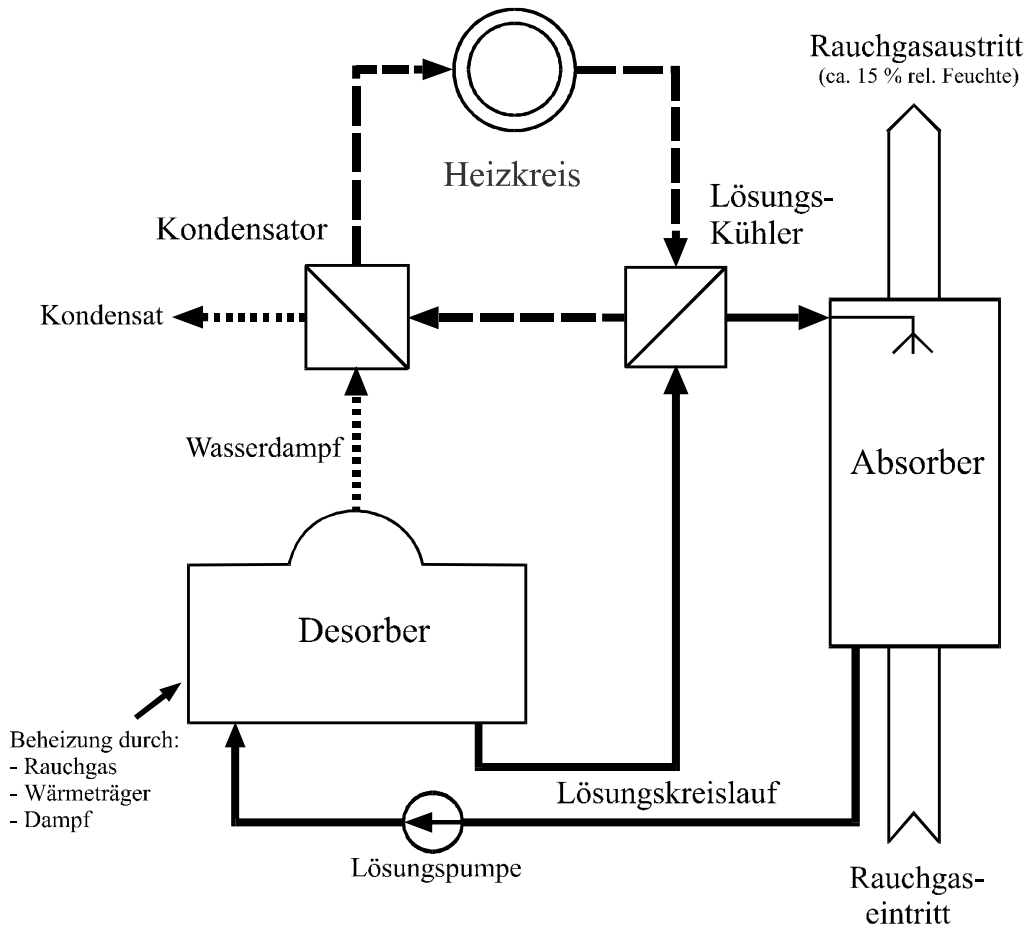 Rauchgasaustritt
(ca. 15 % rel. Feuchte)
Heizkreis
Lösungs-
Kühler
Kondensator
Kondensat
Wasserdampf
Absorber
Desorber
Beheizung durch:
- Rauchgas
- Wärmeträger
- Dampf
Lösungskreislauf
Lösungspumpe
Rauchgas-
eintritt